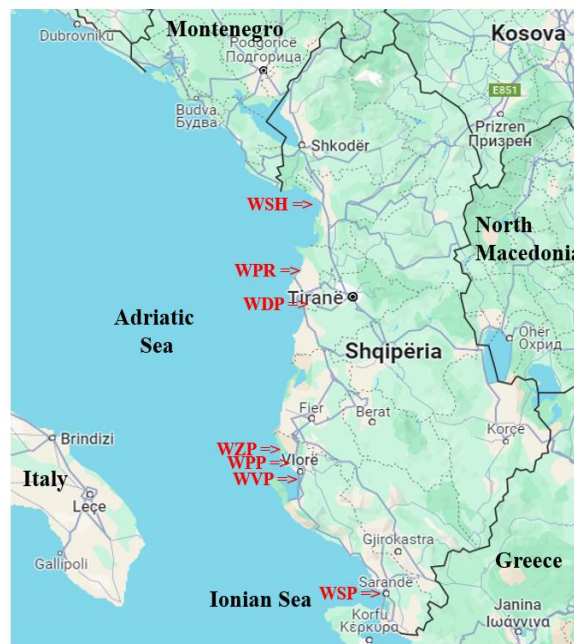 Montenegro
Kosova
Dubrovniku
Podgoricë
Подгорица
E851
Budva
Будва
Prizren
Призрен
Shkodër
WSH =>
North
Macedonia
WPR =>
Tiranë
WDP =>
Adriatic
Sea
Ohër
Охрид
Shqipëria
Fier
Berat
Korçë
Brindizi
WZP =>
WPP =>
Vlorë
Italy
WVP =>
Leçe
Gjirokastra
Gallipoli
Greece
Sarandë
WSP =>
Ionian Sea
Korfu
Κέρκυρα
Janina
Ιωάννινα